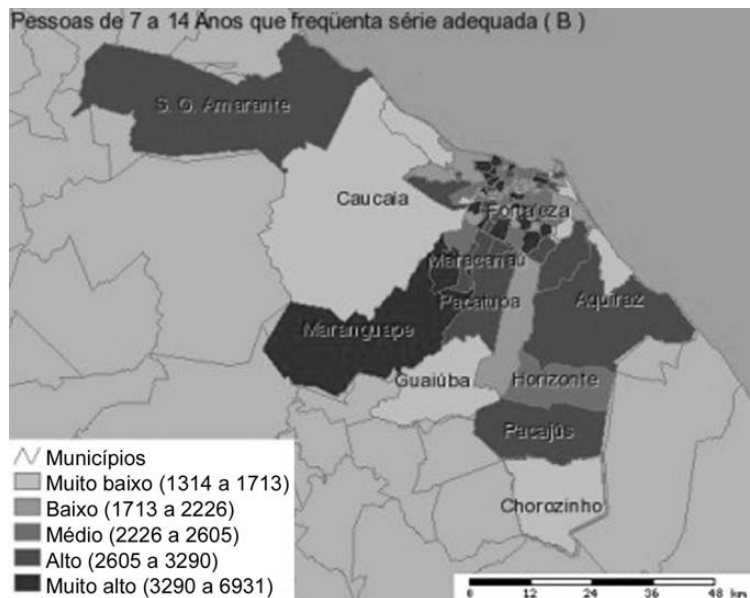 Pessoas de 7 a 14 Anos que freqüenta série adequada ( B )
S. G. Amarante
Caucaia
Fortaleza
Maracanaú
Pacatuba
Aquiraz
Maranguape
Guaiúba
Horizonte
Pacajús
Chorozinho
Municípios
Muito baixo (1314 a 1713)
Baixo (1713 a 2226)
Médio (2226 a 2605)
Alto (2605 a 3290)
Muito alto (3290 a 6931)
0 12 24 36 48 km